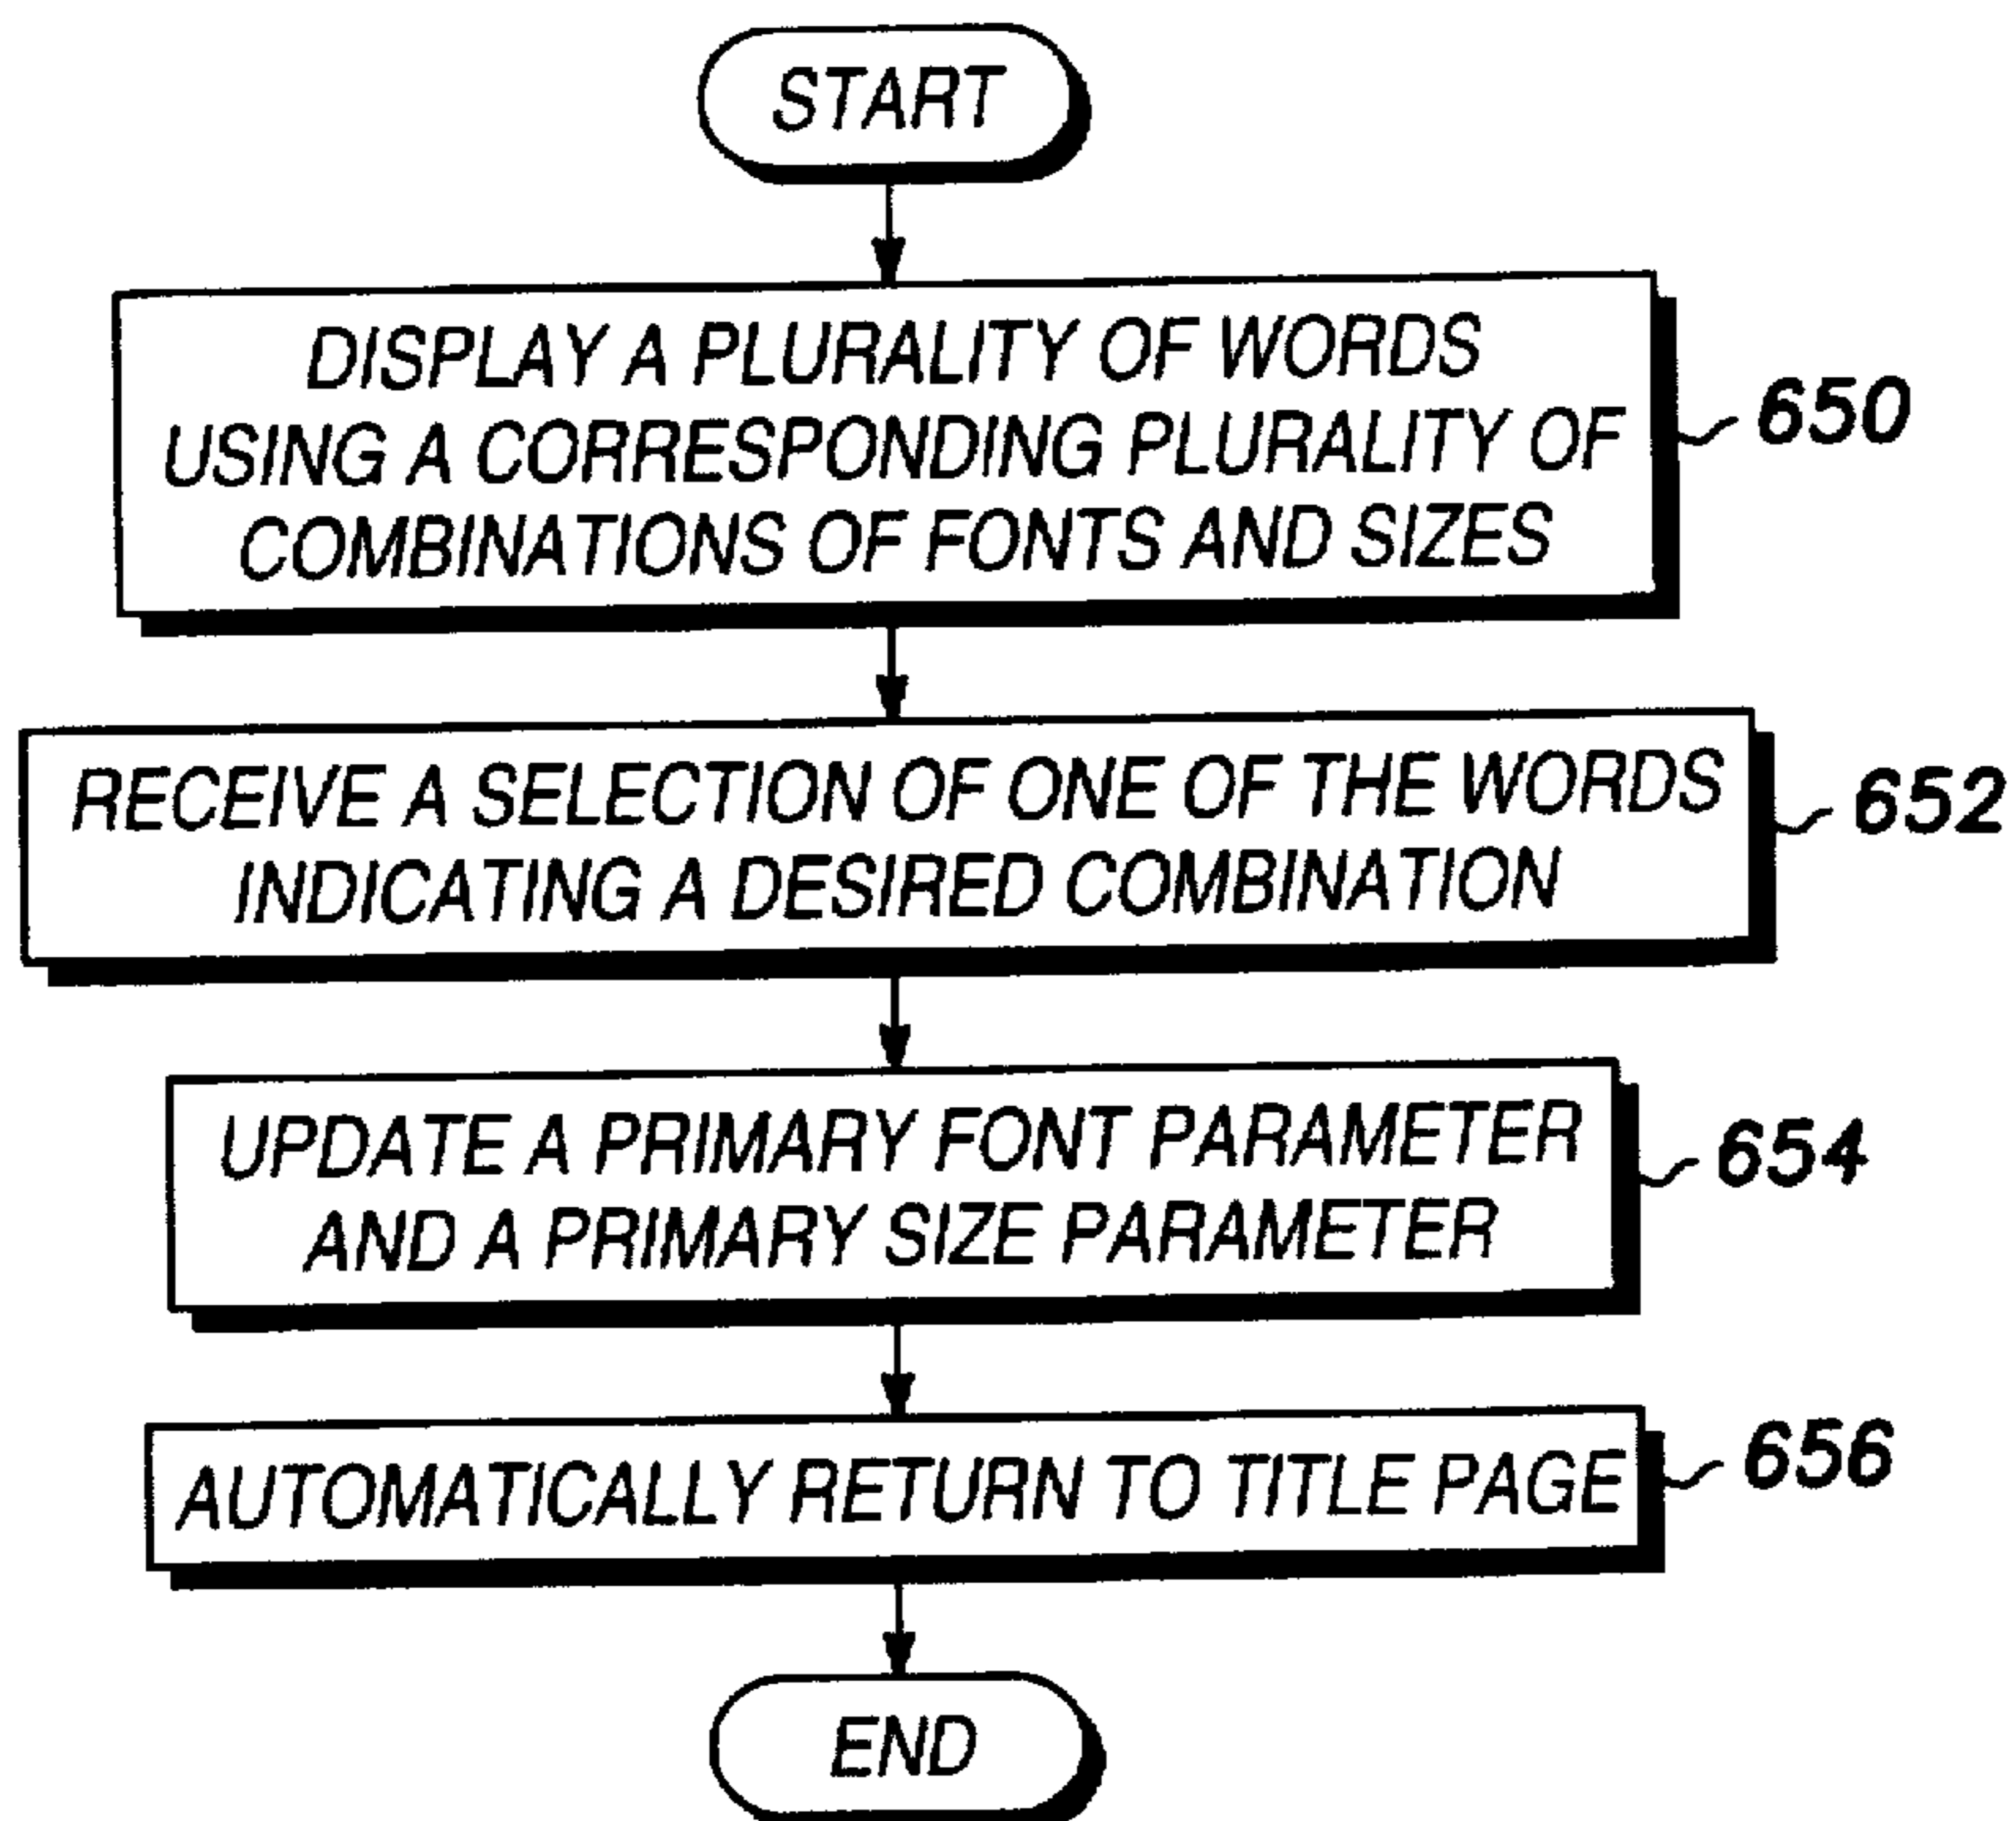 START
DISPLAY A PLURALITY OF WORDS
USING A CORRESPONDING PLURALITY OF
COMBINATIONS OF FONTS AND SIZES
650
RECEIVE A SELECTION OF ONE OF THE WORDS
INDICATING A DESIRED COMBINATION
652
UPDATE A PRIMARY FONT PARAMETER
AND A PRIMARY SIZE PARAMETER
654
AUTOMATICALLY RETURN TO TITLE PAGE
656
END